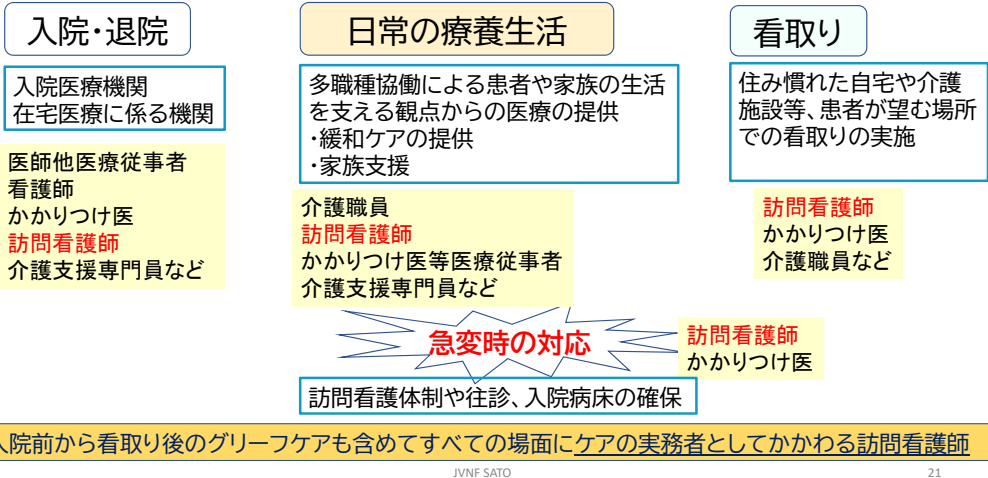 入院・退院
入院医療機関
在宅医療に係る機関
医師他医療従事者
看護師
かかりつけ医
訪問看護師
介護支援専門員など
日常の療養生活
多職種協働による患者や家族の生活
を支える観点からの医療の提供
・緩和ケアの提供
・家族支援
介護職員
訪問看護師
かかりつけ医等医療従事者
介護支援専門員など
看取り
住み慣れた自宅や介護
施設等、患者が望む場所
での看取りの実施
訪問看護師
かかりつけ医
介護職員など
急変時の対応
訪問看護師
かかりつけ医
訪問看護体制や往診、入院病床の確保
入院前から看取り後のグリーフケアも含めてすべての場面にケアの実務者としてかかわる訪問看護師
JVNF SATO
21